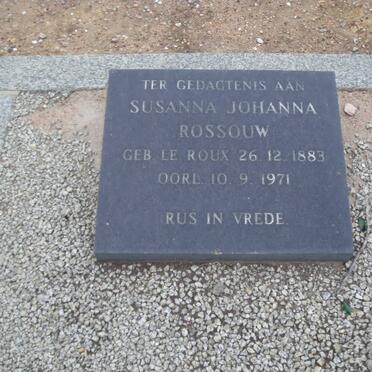 TER GEDAGTENIS AAN
SUSANNA JOHANNA
ROSSOUW
GEB. LE ROUX 26.12.1883
OORL. 10.9.1971
RUS IN VREDE.